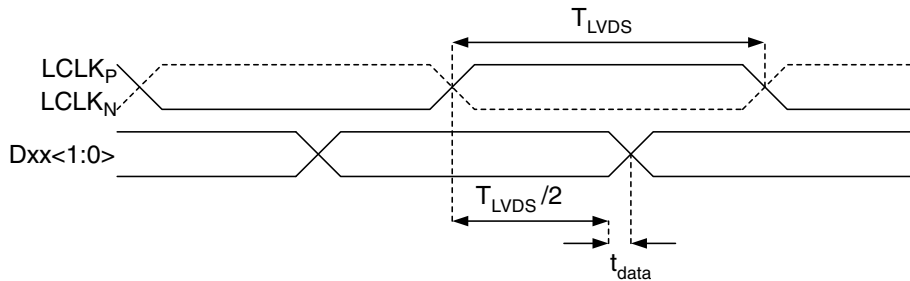 T_LVDS
LCLK_P
LCLK_N
Dxx<1:0>
T_LVDS/2
t_data